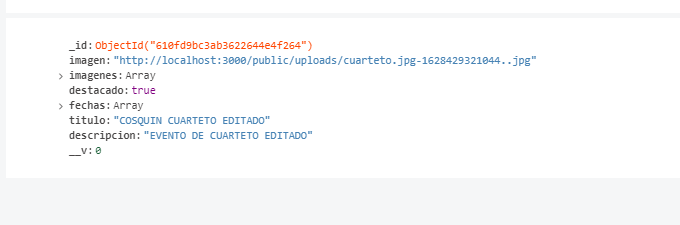 _id: ObjectId("610fd9bc3ab3622644e4f264")
imagen: "http://localhost:3000/public/uploads/cuarteto.jpg-1628429321044..jpg"
> imagenes: Array
destacado: true
> fechas: Array
titulo: "COSQUIN CUARTETO EDITADO"
descripcion: "EVENTO DE CUARTETO EDITADO"
__v: 0